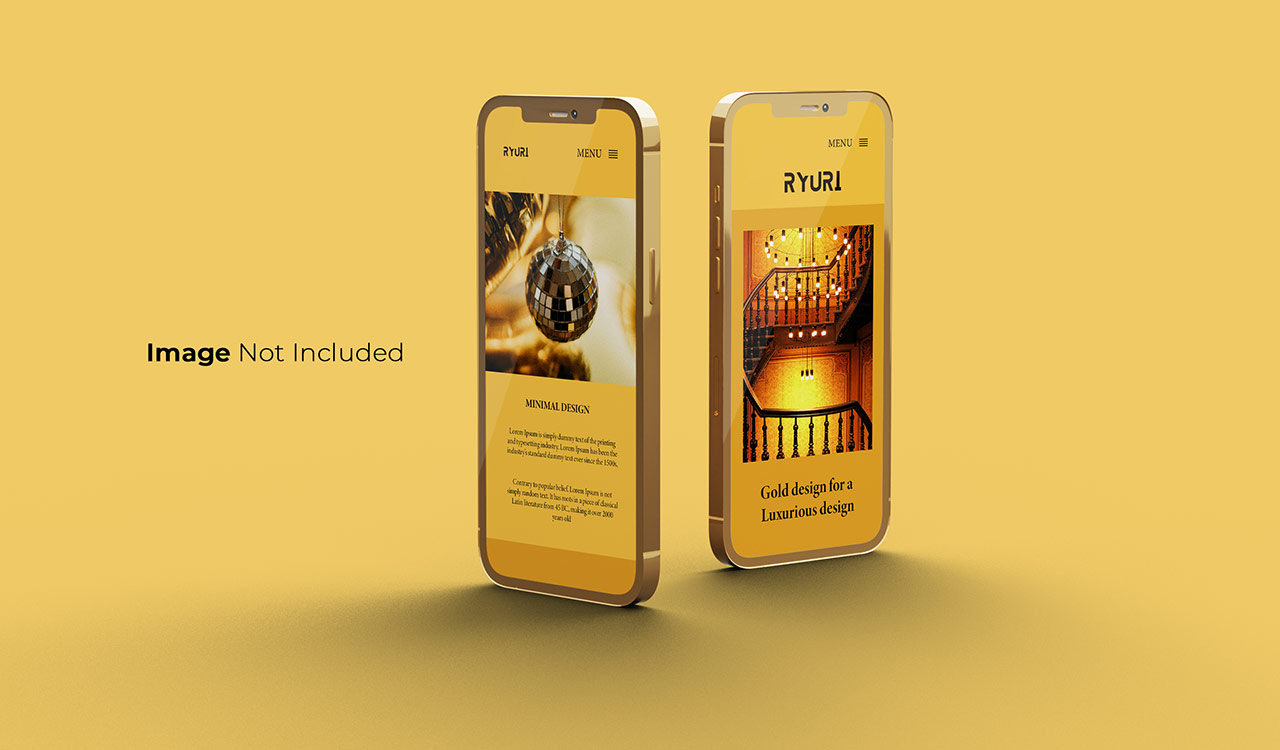 Image Not Included
RYURI
MENU
MINIMAL DESIGN
Lorem Ipsum is simply dummy text of the printing
and typesetting industry. Lorem Ipsum has been the
industry's standard dummy text ever since the 1500s,
Contrary to popular belief, Lorem Ipsum is not
simply random text. It has roots in a piece of classical
Latin literature from 45 BC, making it over 2000
years old
MENU
RYURI
Gold design for a
Luxurious design